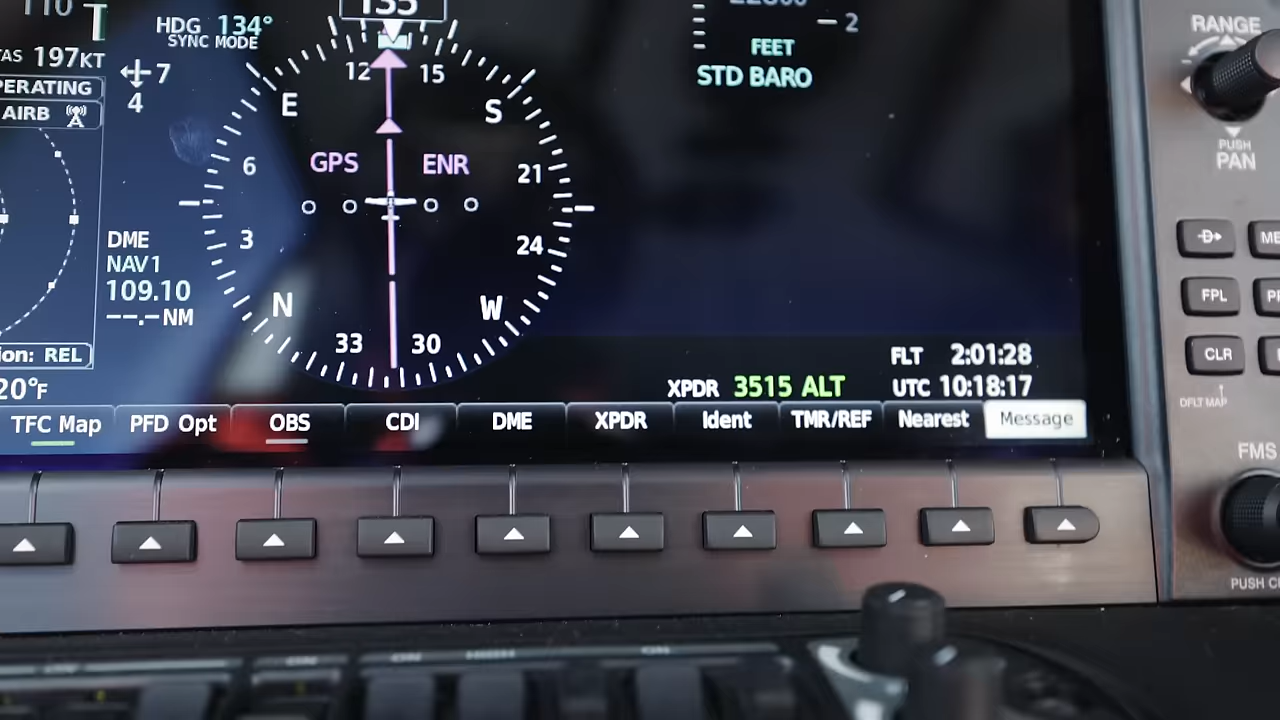 110
T
HDG 134°
SYNC MODE
135
TAS 197KT
7
4
OPERATING
AIRB
12
15
E
S
6
21
GPS
ENR
3
24
N
W
33
30
DME
NAV1
109.10
--.-NM
ion: REL
20°F
2
FEET
STD BARO
XPDR 3515 ALT
FLT 2:01:28
UTC 10:18:17
TFC Map
PFD Opt
OBS
CDI
DME
XPDR
Ident
TMR/REF
Nearest
Message
RANGE
PUSH
PAN
D
FPL
CLR
DFLT MAP
FMS
PUSH